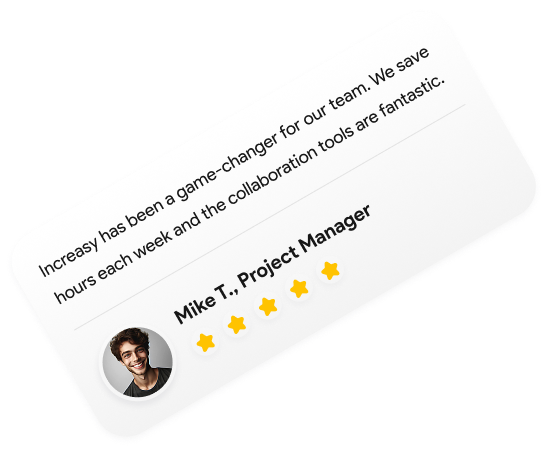 Increasy has been a game-changer for our team. We save
hours each week and the collaboration tools are fantastic.
Mike T., Project Manager